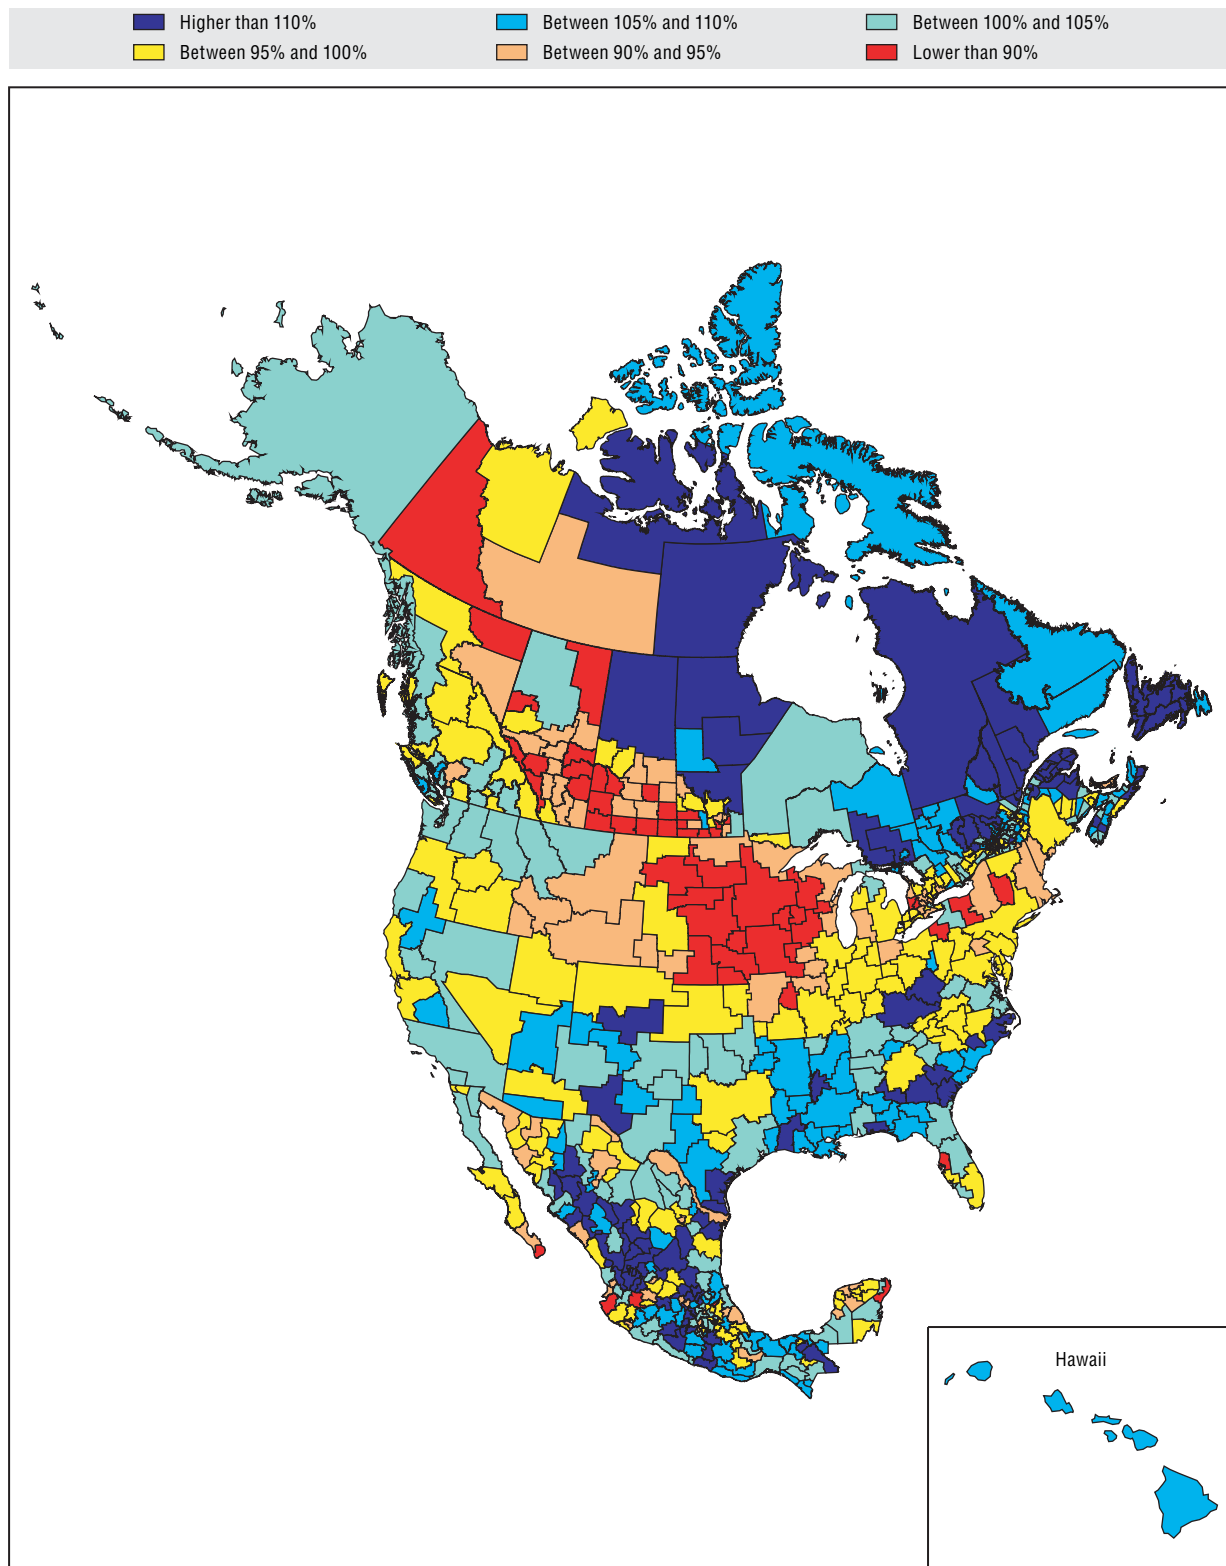 Higher than 110%
Between 105% and 110%
Between 100% and 105%
Between 95% and 100%
Between 90% and 95%
Lower than 90%
Hawaii